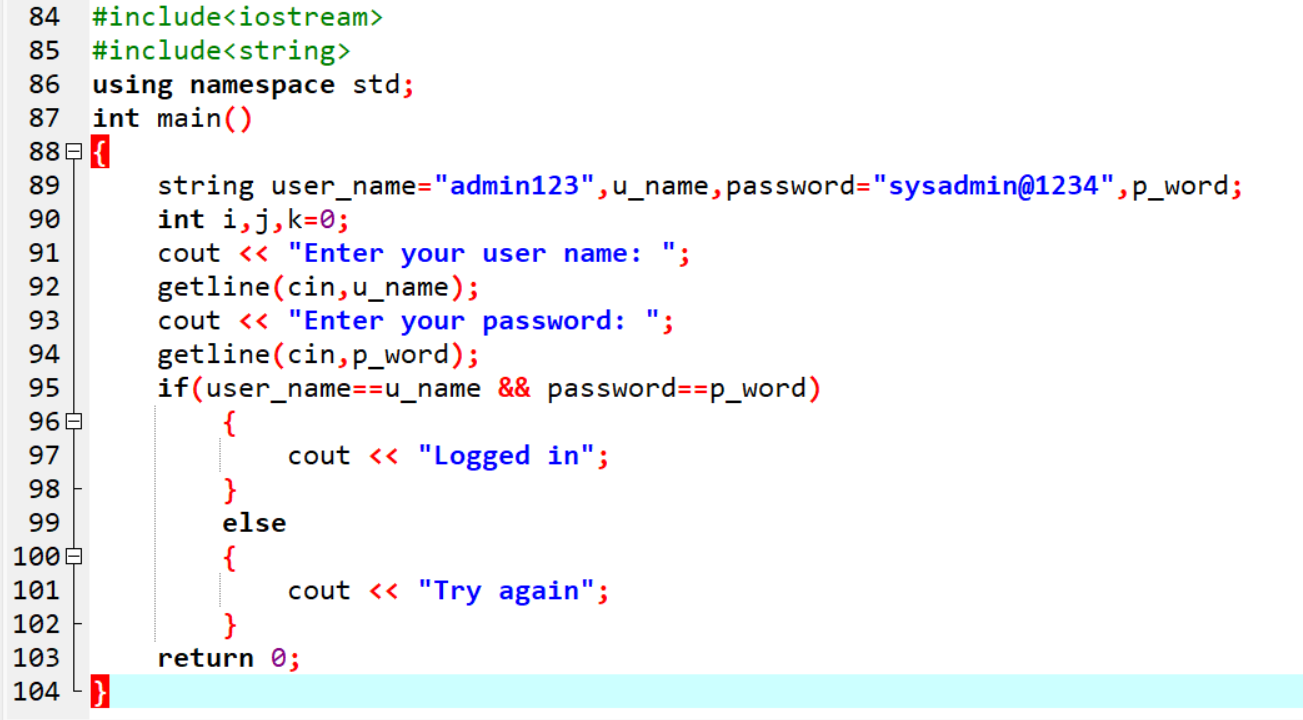 84 #include<iostream>
85 #include<string>
86 using namespace std;
87 int main()
88 {
89 string user_name="admin123",u_name,password="sysadmin@1234",p_word;
90 int i,j,k=0;
91 cout << "Enter your user name: ";
92 getline(cin,u_name);
93 cout << "Enter your password: ";
94 getline(cin,p_word);
95 if(user_name==u_name && password==p_word)
96 {
97 cout << "Logged in";
98 }
99 else
100 {
101 cout << "Try again";
102 }
103 return 0;
104 }